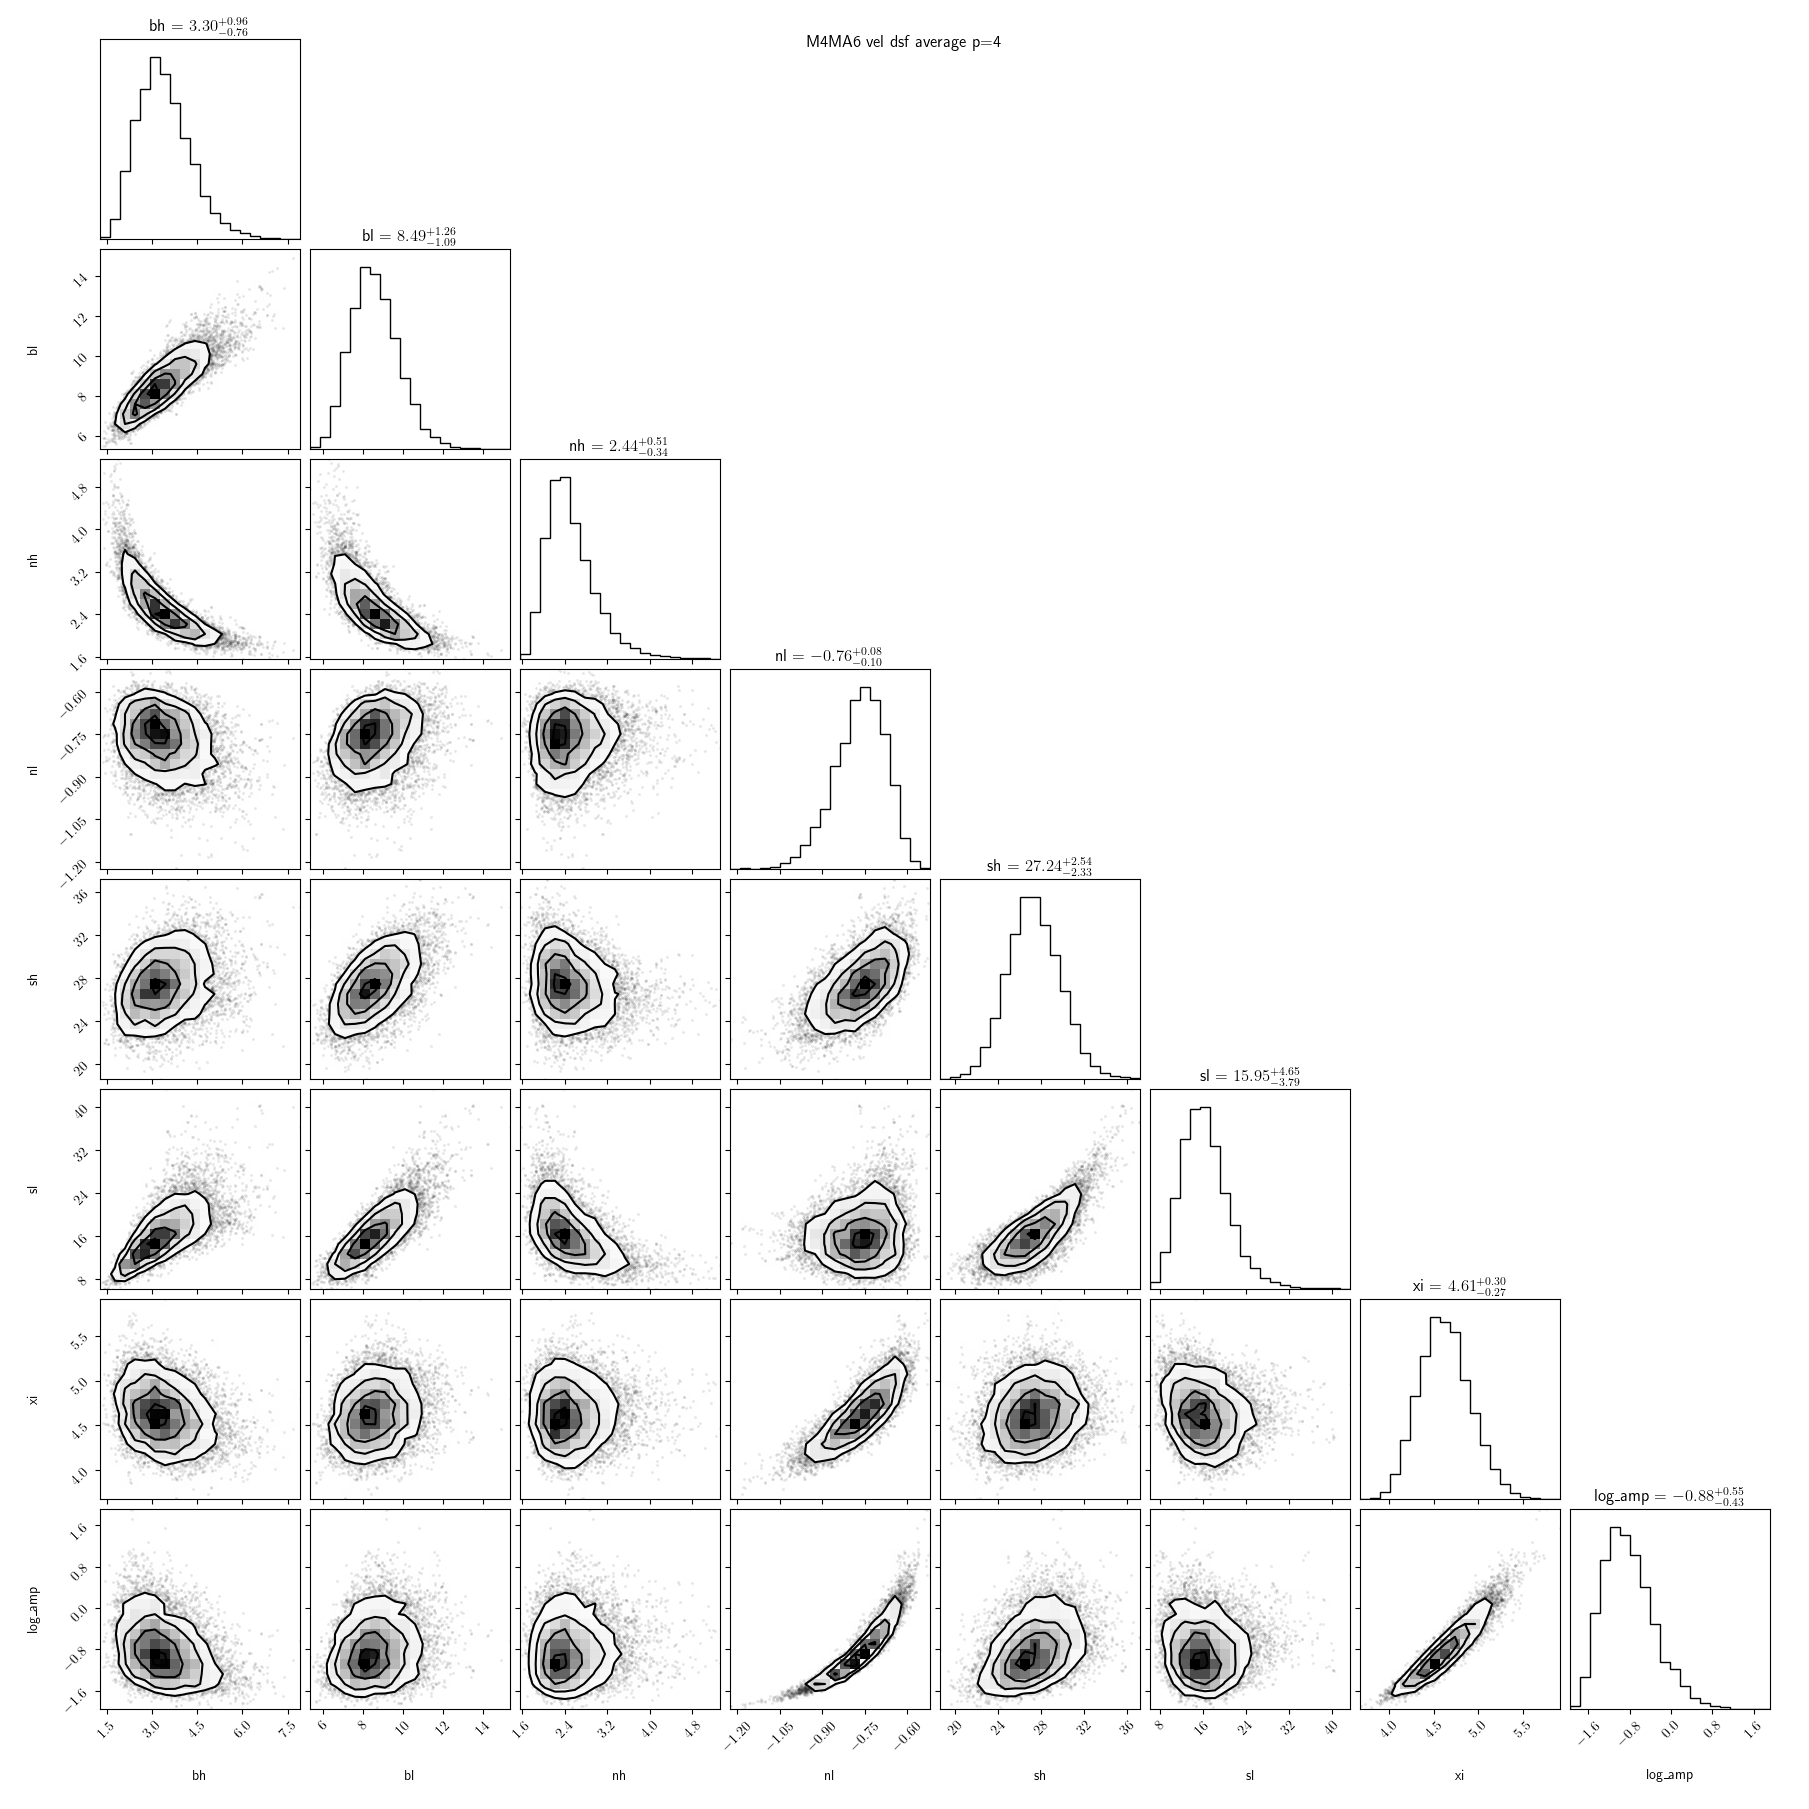 M4MA6 vel dsf average p=4
bh = 3.30+0.96−0.76
bl = 8.49+1.26−1.09
nh = 2.44+0.51−0.34
nl = −0.76+0.08−0.10
sh = 27.24+2.54−2.33
sl = 15.95+4.65−3.79
xi = 4.61+0.30−0.27
log_amp = −0.88+0.55−0.43
bl
14
12
10
8
6
nh
4.8
4.0
3.2
2.4
1.6
nl
−0.60
−0.75
−0.90
−1.05
−1.20
sh
36
32
28
24
20
sl
40
32
24
16
8
xi
5.5
5.0
4.5
4.0
log_amp
1.6
0.8
0.0
−0.8
−1.6
1.5 3.0 4.5 6.0 7.5
6 8 10 12 14
1.6 2.4 3.2 4.0 4.8
−1.20 −1.05 −0.90 −0.75 −0.60
20 24 28 32 36
8 16 24 32 40
4.0 4.5 5.0 5.5
−1.6 −0.8 0.0 0.8 1.6
bh bl nh nl sh sl xi log_amp